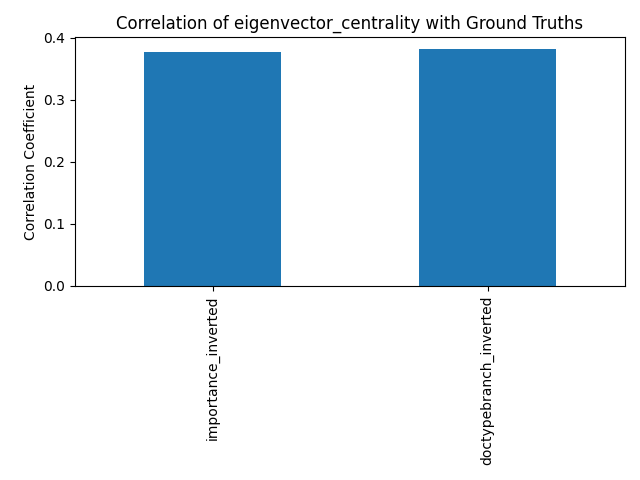 Correlation of eigenvector_centrality with Ground Truths
Correlation Coefficient
0.4
0.3
0.2
0.1
0.0
importance_inverted
doctypebranch_inverted